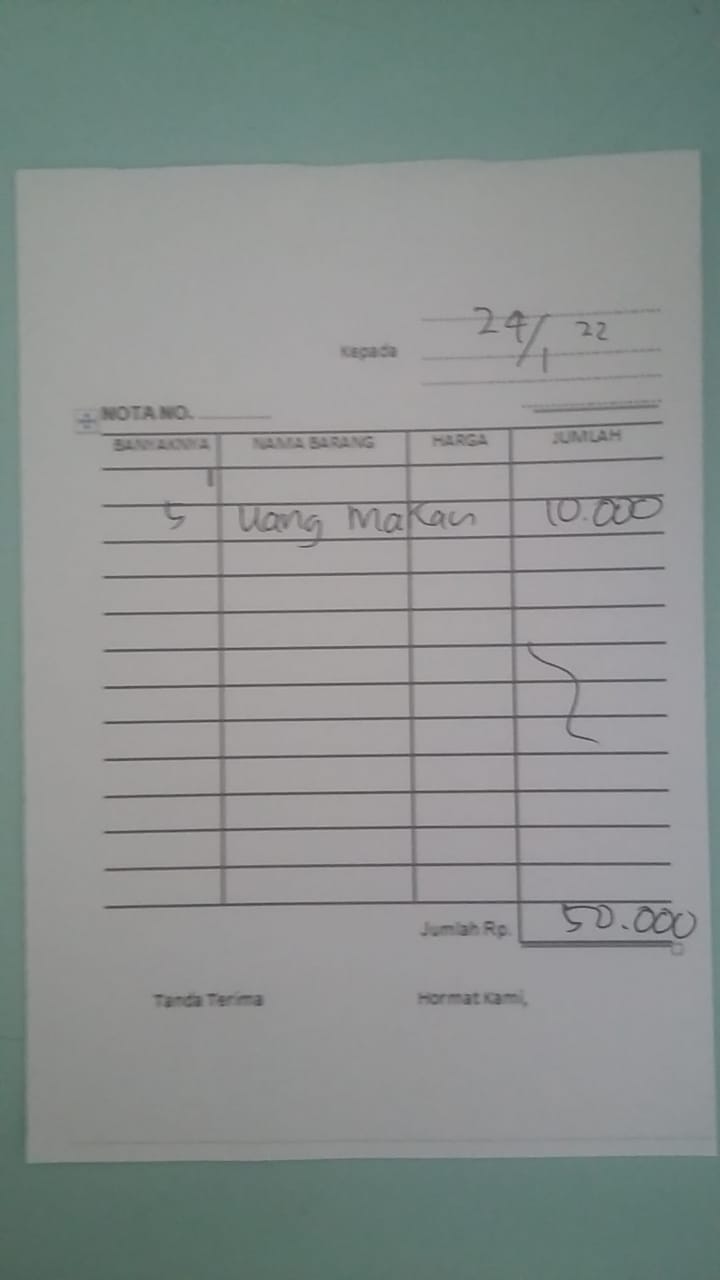 24/1 22
Kepada
NOTA NO.
BANYAKNYA NAMA BARANG HARGA JUMLAH
5 Uang Makan 10.000
Jumlah Rp. 50.000
Tanda Terima Hormat Kami,